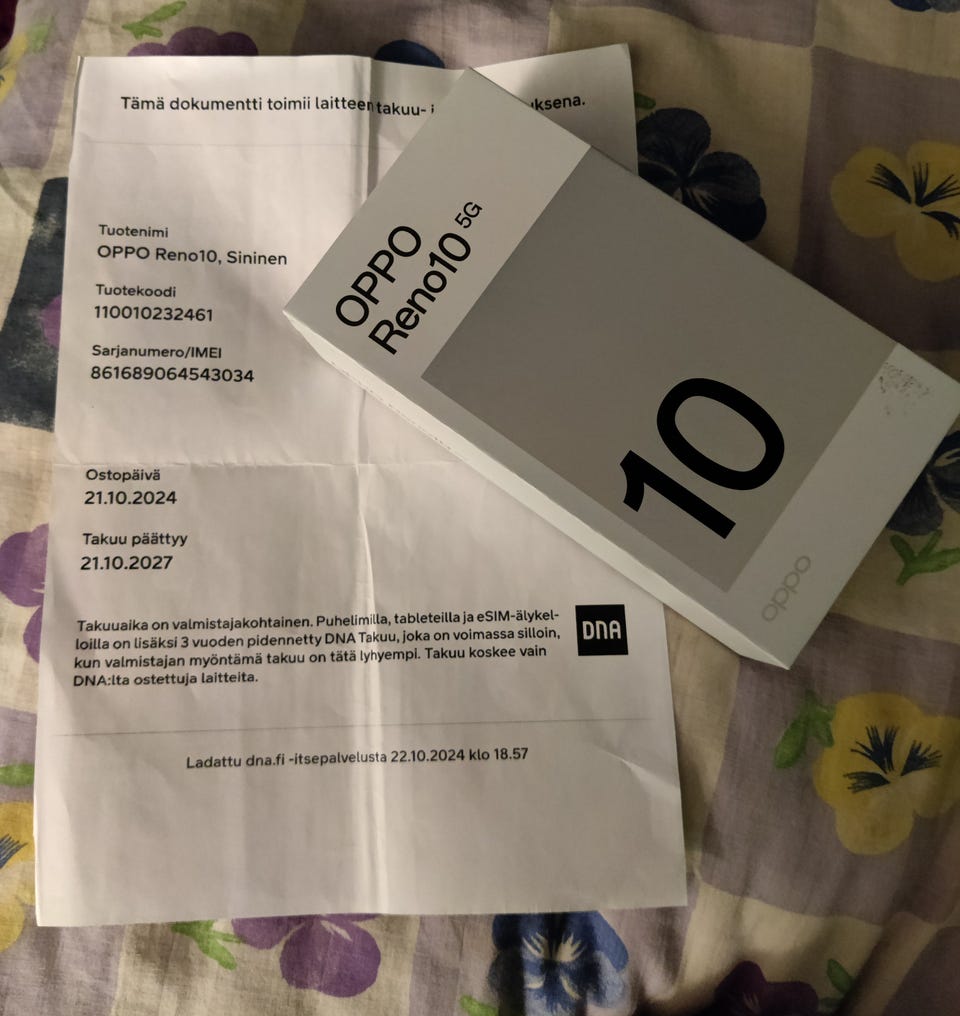 Tämä dokumentti toimii laitteen takuu- ksena.
Tuotenimi
OPPO Reno10, Sininen
Tuotekoodi
110010232461
Sarjanumero/IMEI
861689064543034
Ostopäivä
21.10.2024
Takuu päättyy
21.10.2027
Takuuaika on valmistajakohtainen. Puhelimilla, tableteilla ja eSIM-älykel-
loilla on lisäksi 3 vuoden pidennetty DNA Takuu, joka on voimassa silloin,
kun valmistajan myöntämä takuu on tätä lyhyempi. Takuu koskee vain
DNA:lta ostettuja laitteita.
DNA
Ladattu dna.fi -itsepalvelusta 22.10.2024 klo 18.57
OPPO
Reno10 5G
10
oppo